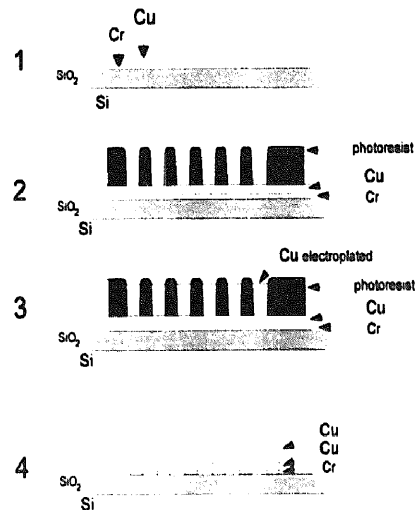 Cr Cu
1
SiO₂
Si
photoresist
Cu
2
Cr
SiO₂
Si
Cu electroplated
photoresist
3
Cu
Cr
SiO₂
Si
Cu
Cu
4
Cr
SiO₂
Si